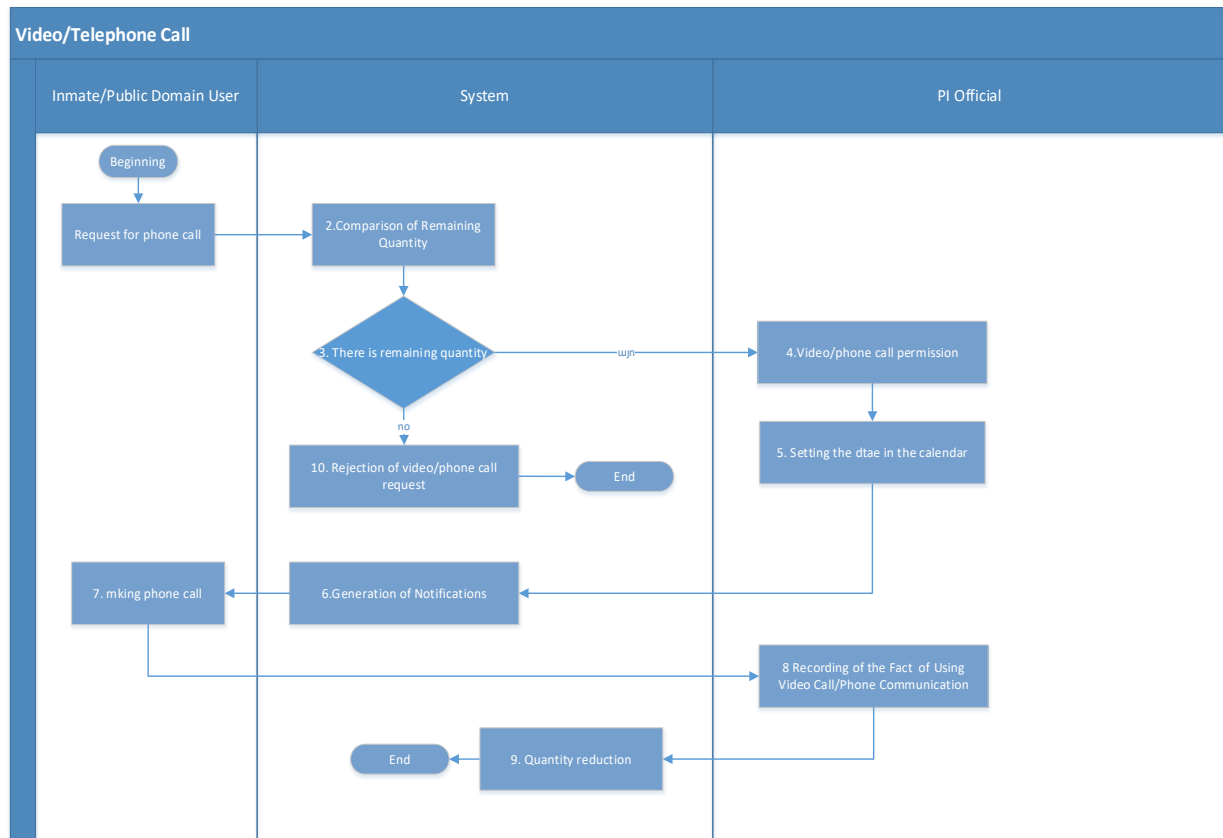 Video/Telephone Call
Inmate/Public Domain User
System
PI Official
Beginning
Request for phone call
2.Comparison of Remaining
Quantity
3. There is remaining quantity
այո
4.Video/phone call permission
no
5. Setting the dtae in the calendar
10. Rejection of video/phone call
request
End
7. mking phone call
6.Generation of Notifications
8 Recording of the Fact of Using
Video Call/Phone Communication
End
9. Quantity reduction